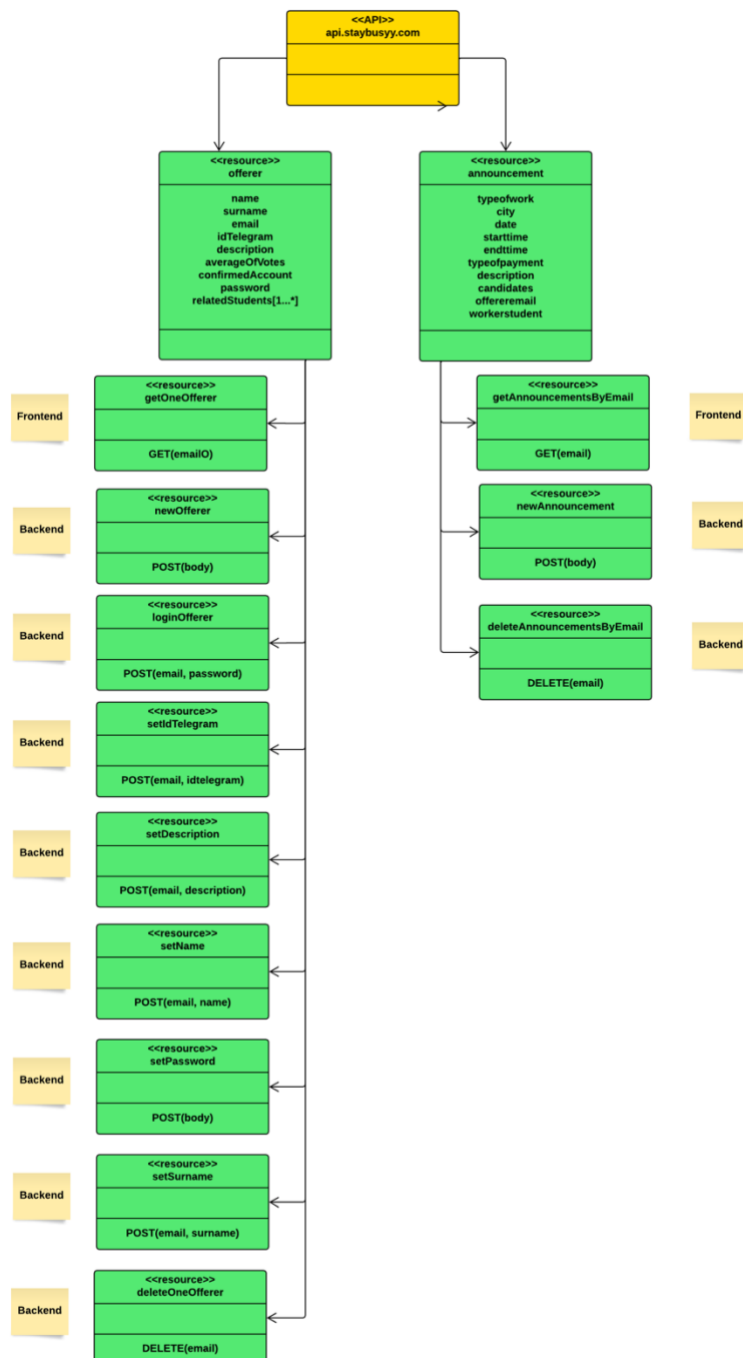 <<API>>
api.staybusyy.com
<<resource>>
offerer
name
surname
email
idTelegram
description
averageOfVotes
confirmedAccount
password
relatedStudents[1...*]
<<resource>>
announcement
typeofwork
city
date
starttime
endttime
typeofpayment
description
candidates
offereremail
workerstudent
Frontend
<<resource>>
getOneOfferer
GET(emailO)
<<resource>>
getAnnouncementsByEmail
GET(email)
Frontend
Backend
<<resource>>
newOfferer
POST(body)
<<resource>>
newAnnouncement
POST(body)
Backend
Backend
<<resource>>
loginOfferer
POST(email, password)
<<resource>>
deleteAnnouncementsByEmail
DELETE(email)
Backend
Backend
<<resource>>
setIdTelegram
POST(email, idtelegram)
Backend
<<resource>>
setDescription
POST(email, description)
Backend
<<resource>>
setName
POST(email, name)
Backend
<<resource>>
setPassword
POST(body)
Backend
<<resource>>
setSurname
POST(email, surname)
Backend
<<resource>>
deleteOneOfferer
DELETE(email)